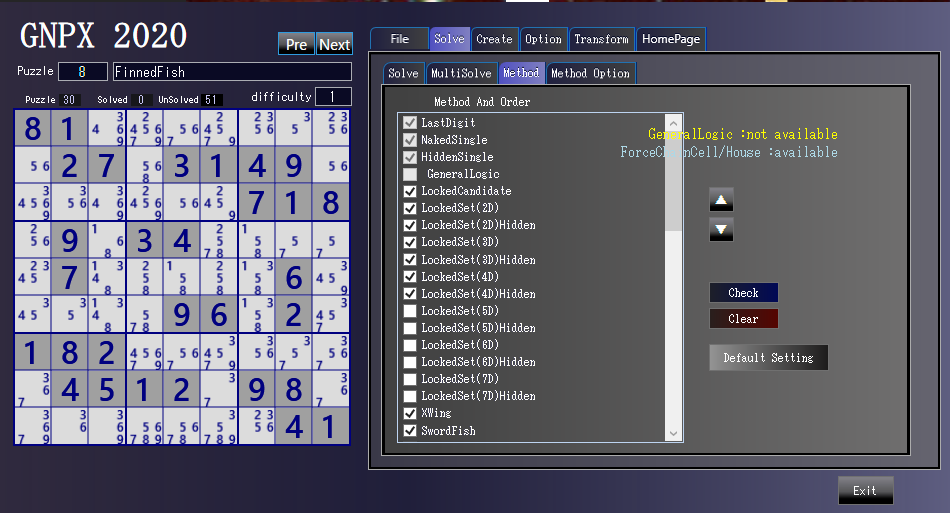 GNPX 2020
Pre Next
Puzzle 8 FinnedFish
Puzzle 30 Solved 0 UnSolved 51 difficulty 1
8 1
2 7 3 1 4 9
7 1 8
9 3 4
7 6
9 6 2
1 8 2
4 5 1 2 9 8
4 1
File Solve Create Option Transform HomePage
Solve MultiSolve Method Method Option
Method And Order
LastDigit
NakedSingle
HiddenSingle
GeneralLogic
LockedCandidate
LockedSet(2D)
LockedSet(2D)Hidden
LockedSet(3D)
LockedSet(3D)Hidden
LockedSet(4D)
LockedSet(4D)Hidden
LockedSet(5D)
LockedSet(5D)Hidden
LockedSet(6D)
LockedSet(6D)Hidden
LockedSet(7D)
LockedSet(7D)Hidden
XWing
SwordFish
GeneralLogic :not available
ForceChainCell/House :available
Check
Clear
Default Setting
Exit